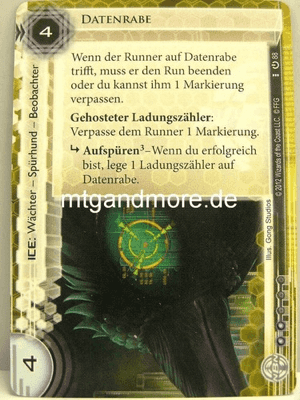 DATENRABE
4
Wenn der Runner auf Datenrabe
trifft, muss er den Run beenden
oder du kannst ihm 1 Markierung
verpassen.
Gehosteter Ladungszähler:
Verpasse dem Runner 1 Markierung.
↳ Aufspüren³–Wenn du erfolgreich
bist, lege 1 Ladungszähler auf
Datenrabe.
mtgandmore.de
ICE: Wächter – Spürhund – Beobachter
4
Illus. Gong Studios
© 2012 Wizards of the Coast LLC. © FFG
88